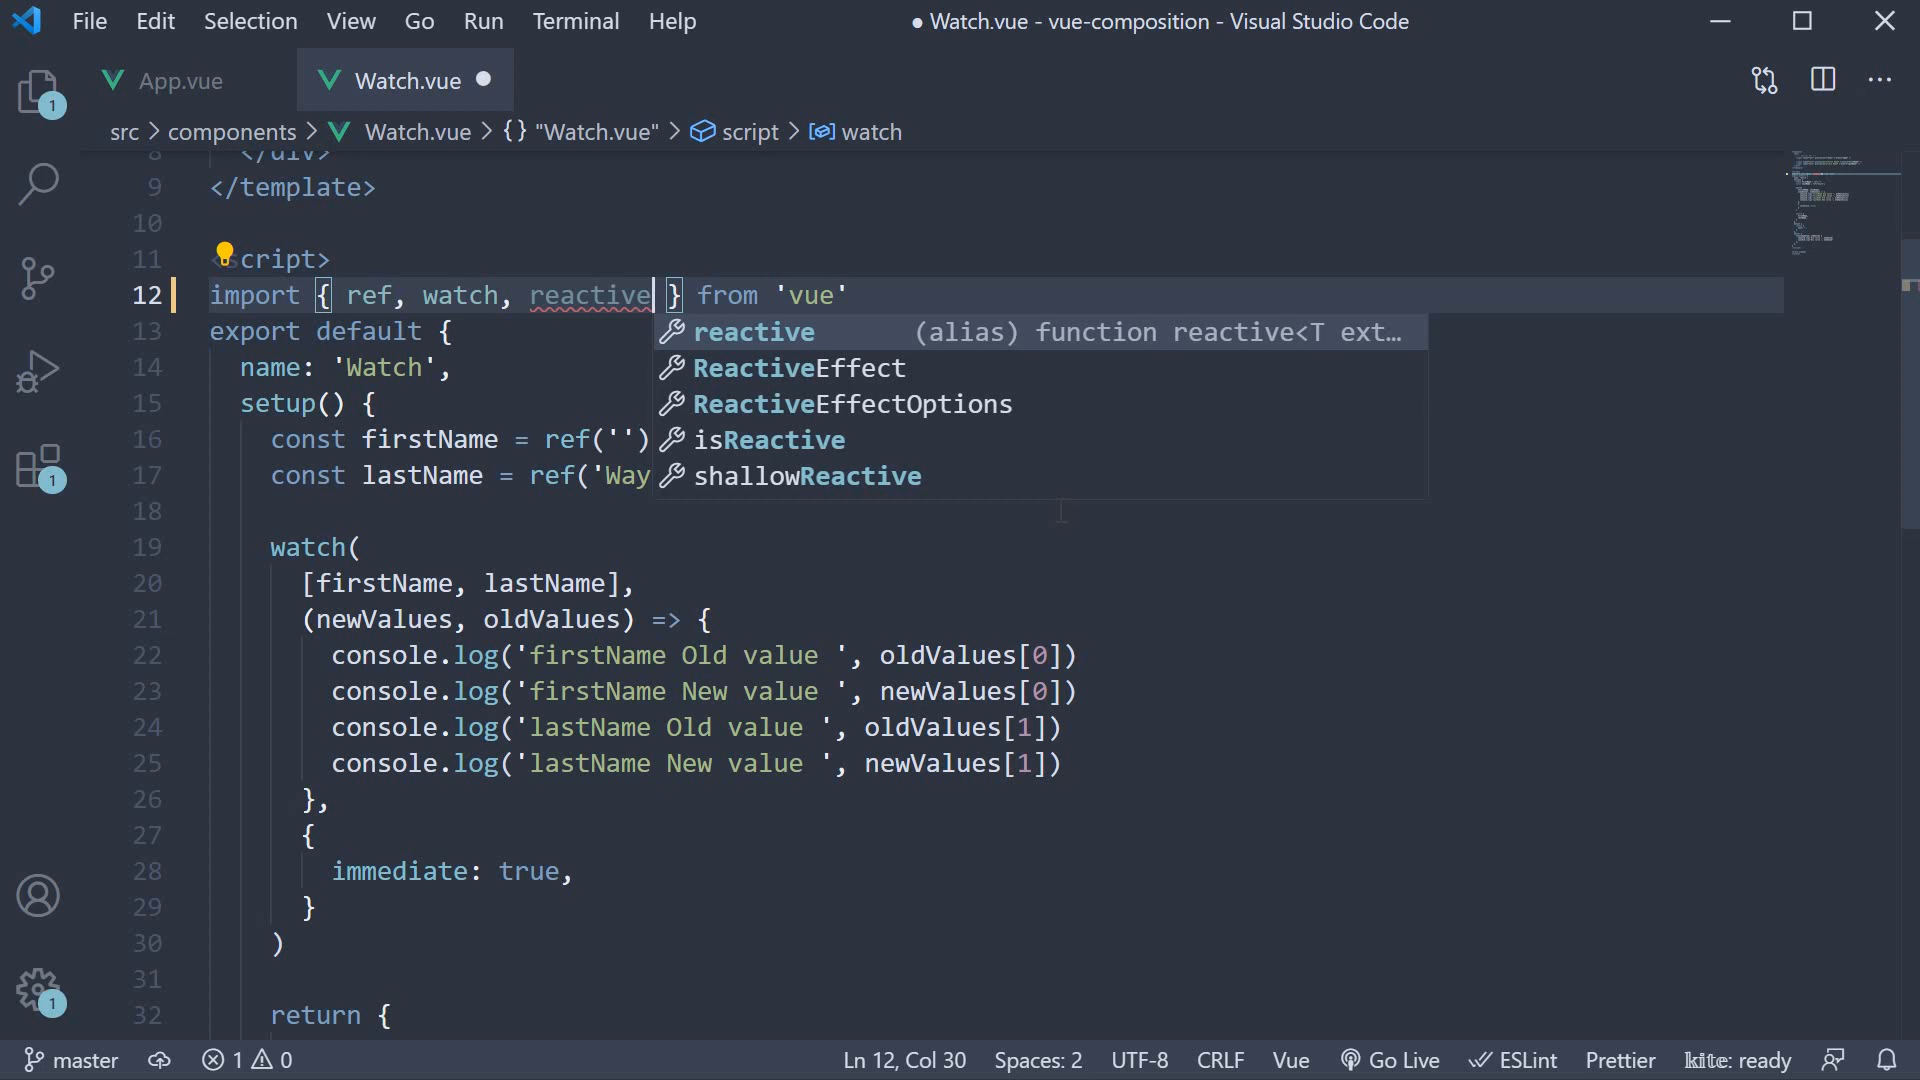 File Edit Selection View Go Run Terminal Help
● Watch.vue - vue-composition - Visual Studio Code
App.vue
Watch.vue
src > components > Watch.vue > {} "Watch.vue" > script > watch
8 </div>
9 </template>
10
11 <script>
12 import { ref, watch, reactive } from 'vue'
13 export default {
14 name: 'Watch',
15 setup() {
16 const firstName = ref('')
17 const lastName = ref('Way
18
19 watch(
20 [firstName, lastName],
21 (newValues, oldValues) => {
22 console.log('firstName Old value ', oldValues[0])
23 console.log('firstName New value ', newValues[0])
24 console.log('lastName Old value ', oldValues[1])
25 console.log('lastName New value ', newValues[1])
26 },
27 {
28 immediate: true,
29 }
30 )
31
32 return {
reactive (alias) function reactive<T ext…
ReactiveEffect
ReactiveEffectOptions
isReactive
shallowReactive
1
1
1
master 1 0 Ln 12, Col 30 Spaces: 2 UTF-8 CRLF Vue Go Live ESLint Prettier kite: ready